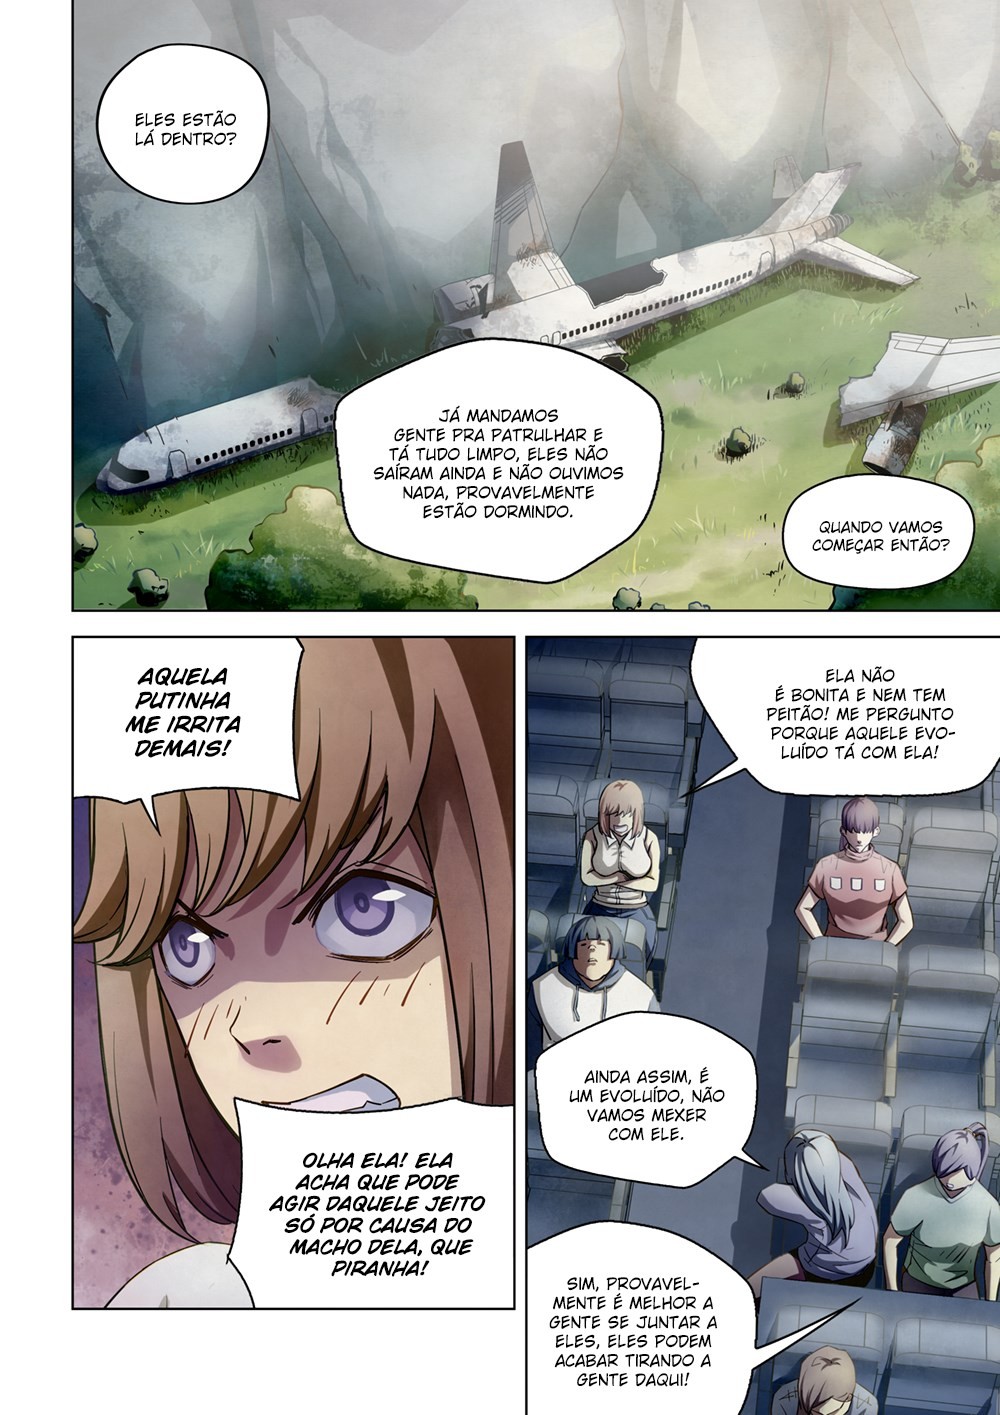 ELES ESTÃO
LÁ DENTRO?
JÁ MANDAMOS
GENTE PRA PATRULHAR E
TÁ TUDO LIMPO, ELES NÃO
SAÍRAM AINDA E NÃO OUVIMOS
NADA, PROVAVELMENTE
ESTÃO DORMINDO.
QUANDO VAMOS
COMEÇAR ENTÃO?
AQUELA
PUTINHA
ME IRRITA
DEMAIS!
OLHA ELA! ELA
ACHA QUE PODE
AGIR DAQUELE JEITO
SÓ POR CAUSA DO
MACHO DELA, QUE
PIRANHA!
ELA NÃO
É BONITA E NEM TEM
PEITÃO! ME PERGUNTO
PORQUE AQUELE EVO-
LUÍDO TÁ COM ELA!
AINDA ASSIM, É
UM EVOLUÍDO, NÃO
VAMOS MEXER
COM ELE.
SIM, PROVAVEL-
MENTE É MELHOR A
GENTE SE JUNTAR A
ELES, ELES PODEM
ACABAR TIRANDO A
GENTE DAQUI!